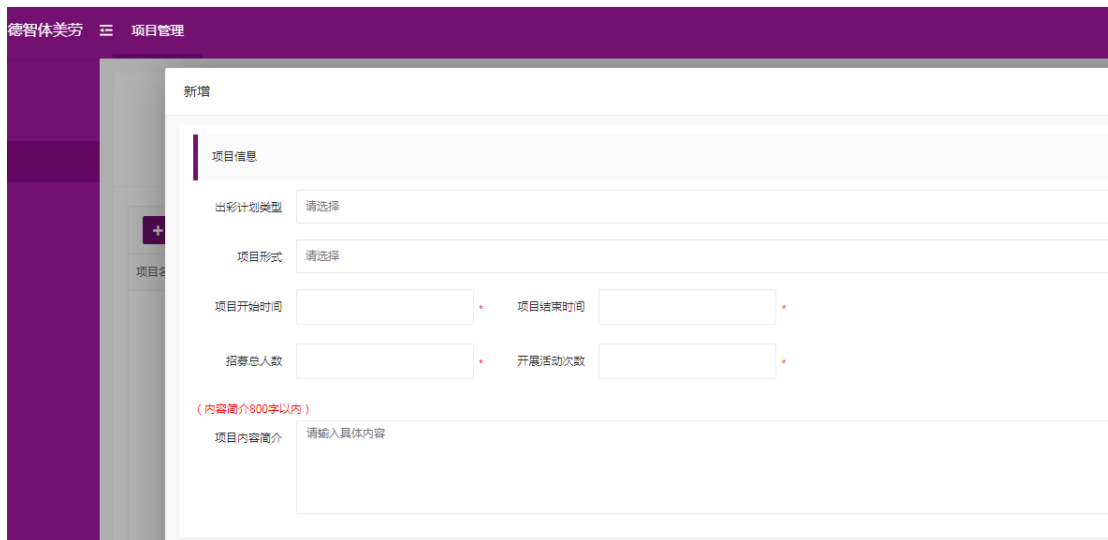 德智体美劳 项目管理
新增
项目信息
出彩计划类型 请选择
项目形式 请选择
项目名
项目开始时间 * 项目结束时间 *
招募总人数 * 开展活动次数 *
(内容简介800字以内)
项目内容简介 请输入具体内容